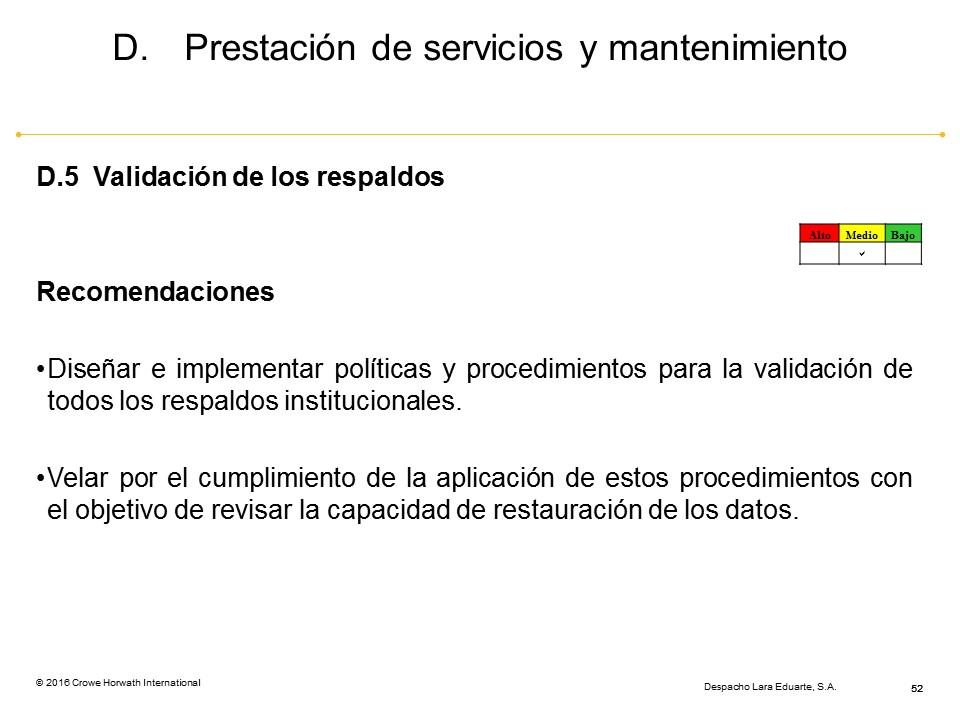 D. Prestación de servicios y mantenimiento
D.5 Validación de los respaldos
Alto Medio Bajo
✓
Recomendaciones
•Diseñar e implementar políticas y procedimientos para la validación de
todos los respaldos institucionales.
•Velar por el cumplimiento de la aplicación de estos procedimientos con
el objetivo de revisar la capacidad de restauración de los datos.
© 2016 Crowe Horwath International
Despacho Lara Eduarte, S.A. 52